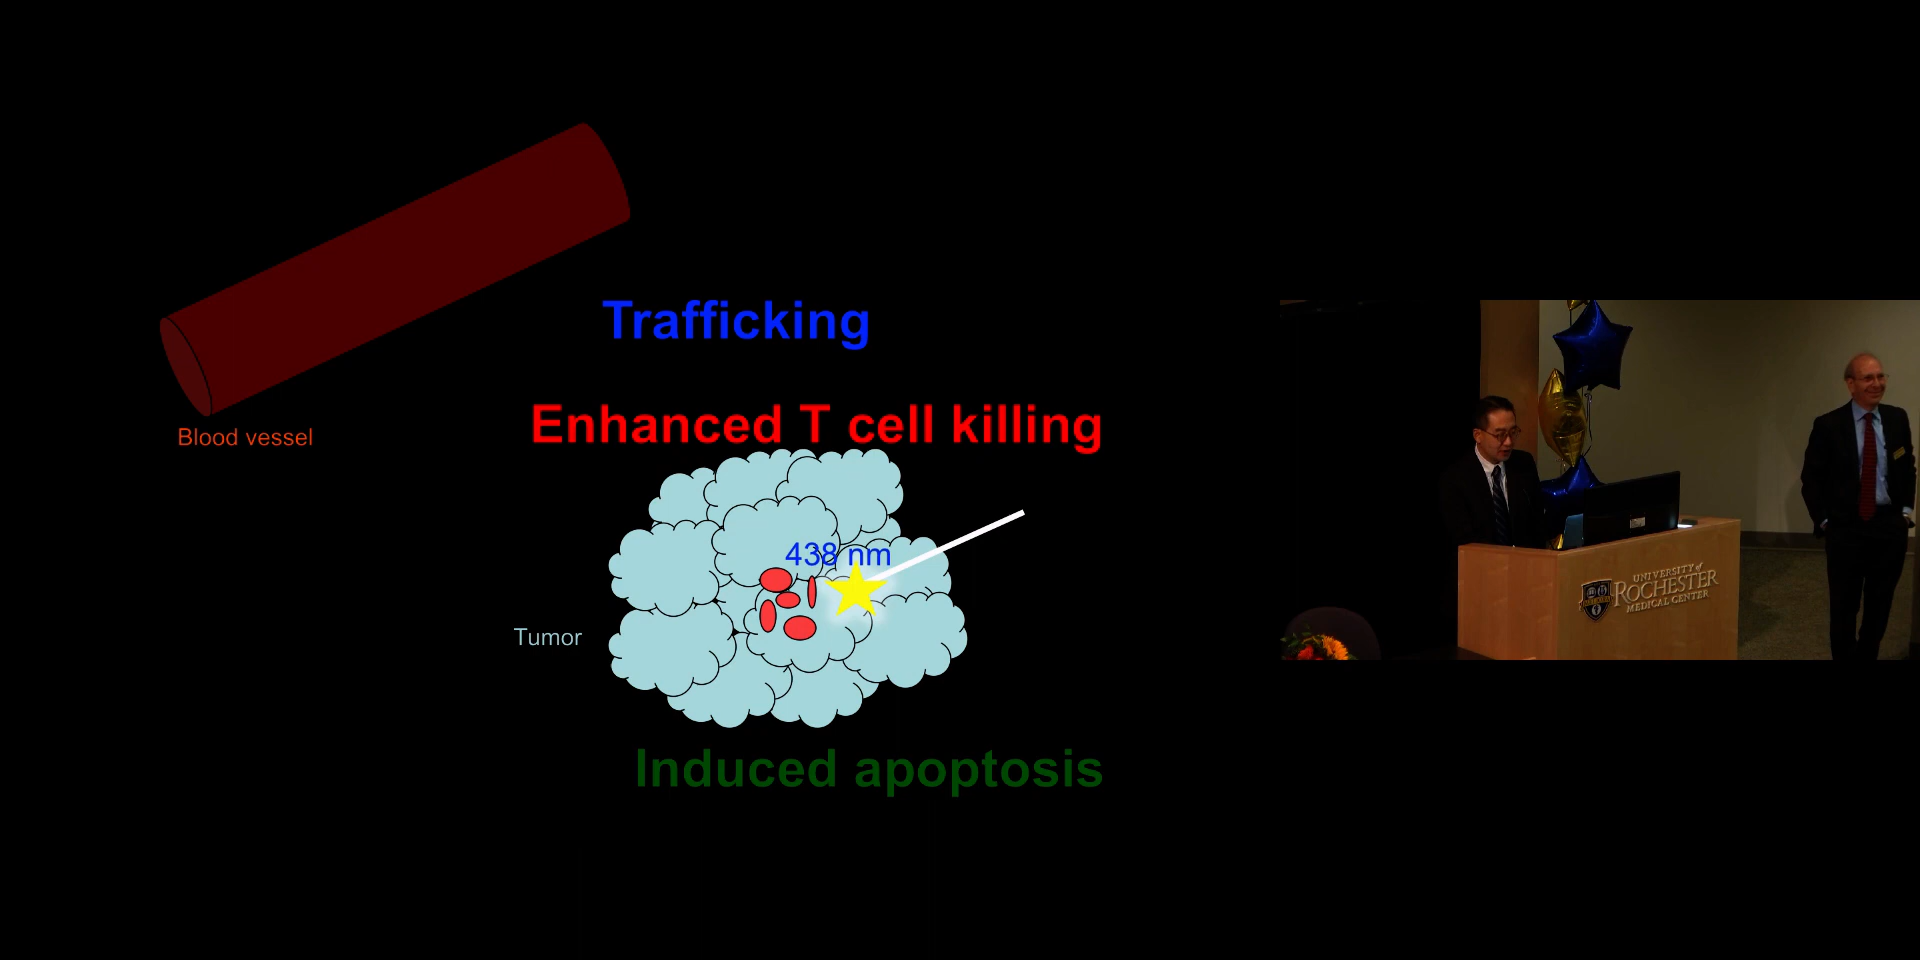 Trafficking
Enhanced T cell killing
Blood vessel
438 nm
Tumor
Induced apoptosis
UNIVERSITY of
ROCHESTER
MEDICAL CENTER